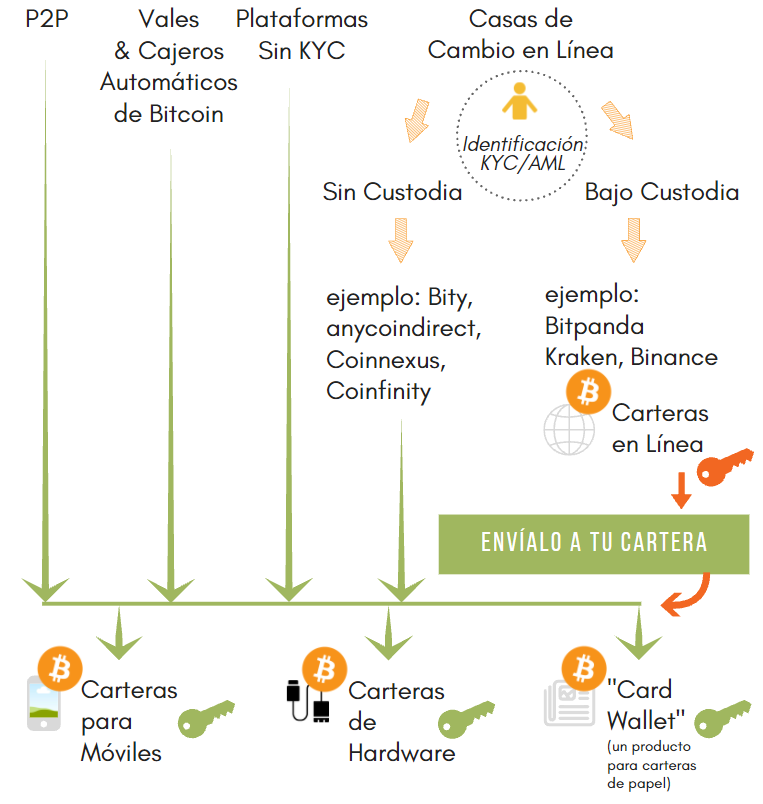 P2P
Vales
& Cajeros
Automáticos
de Bitcoin
Plataformas
Sin KYC
Casas de
Cambio en Línea
Identificación
KYC/AML
Sin Custodia
Bajo Custodia
ejemplo: Bity,
anycoindirect,
Coinnexus,
Coinfinity
ejemplo:
Bitpanda
Kraken, Binance
Carteras
en Línea
ENVÍALO A TU CARTERA
Carteras
para
Móviles
Carteras
de
Hardware
"Card
Wallet"
(un producto
para carteras
de papel)